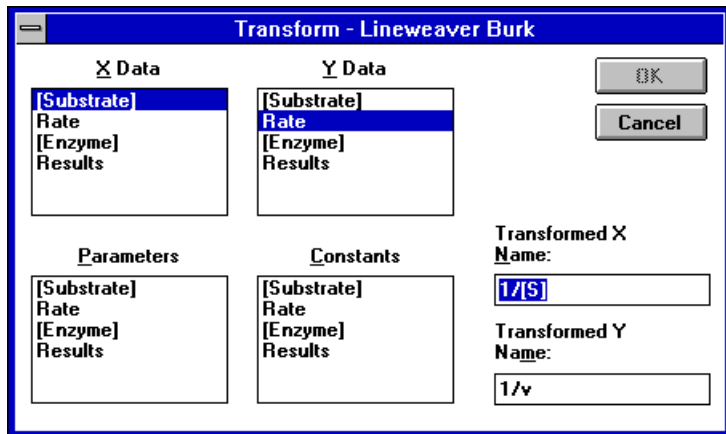 Transform - Lineweaver Burk
X Data
[Substrate]
Rate
[Enzyme]
Results
Y Data
[Substrate]
Rate
[Enzyme]
Results
OK
Cancel
Parameters
[Substrate]
Rate
[Enzyme]
Results
Constants
[Substrate]
Rate
[Enzyme]
Results
Transformed X
Name:
1/[S]
Transformed Y
Name:
1/v